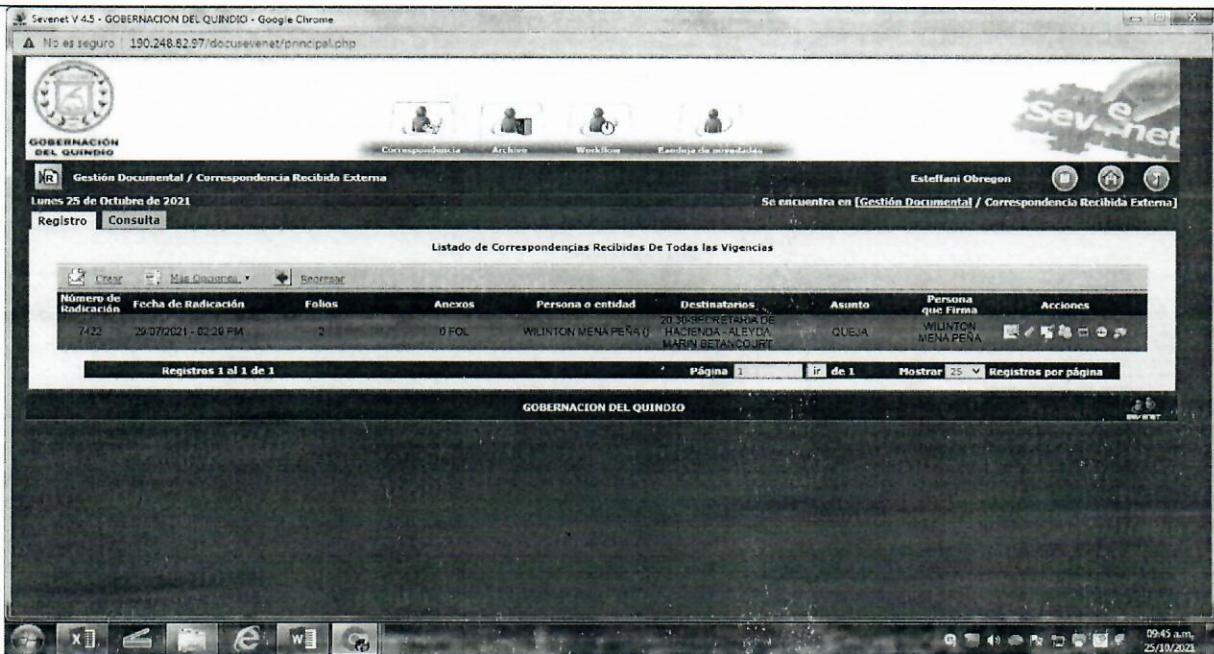 Sevenet V 4.5 - GOBERNACION DEL QUINDIO - Google Chrome
No es seguro | 190.248.82.97/docusevenet/principal.php
GOBERNACIÓN
DEL QUINDIO
Correspondencia Archivo Workflow Bandeja de novedades
Sevenet
Gestión Documental / Correspondencia Recibida Externa
Esteffani Obregon
Lunes 25 de Octubre de 2021
Se encuentra en [Gestión Documental / Correspondencia Recibida Externa]
Registro Consulta
Listado de Correspondencias Recibidas De Todas las Vigencias
Crear Más Opciones Regresar
Número de Radicación Fecha de Radicación Folios Anexos Persona o entidad Destinatarios Asunto Persona que Firma Acciones
7422 29/07/2021 - 02:29 PM 2 0 FOL WILINTON MENA PEÑA () 20.30-SECRETARIA DE HACIENDA - ALEYDA MARIN BETANCOURT QUEJA WILINTON MENA PEÑA
Registros 1 al 1 de 1 Página 1 ir de 1 Mostrar 25 Registros por página
GOBERNACION DEL QUINDIO
SEVENET
09:45 a.m.
25/10/2021